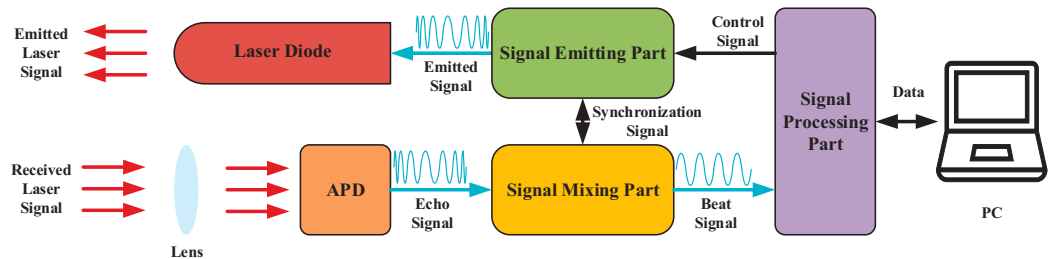 Emitted
Laser
Signal
Laser Diode
Emitted
Signal
Signal Emitting Part
Control
Signal
Synchronization
Signal
Signal
Processing
Part
Data
PC
Received
Laser
Signal
Lens
APD
Echo
Signal
Signal Mixing Part
Beat
Signal